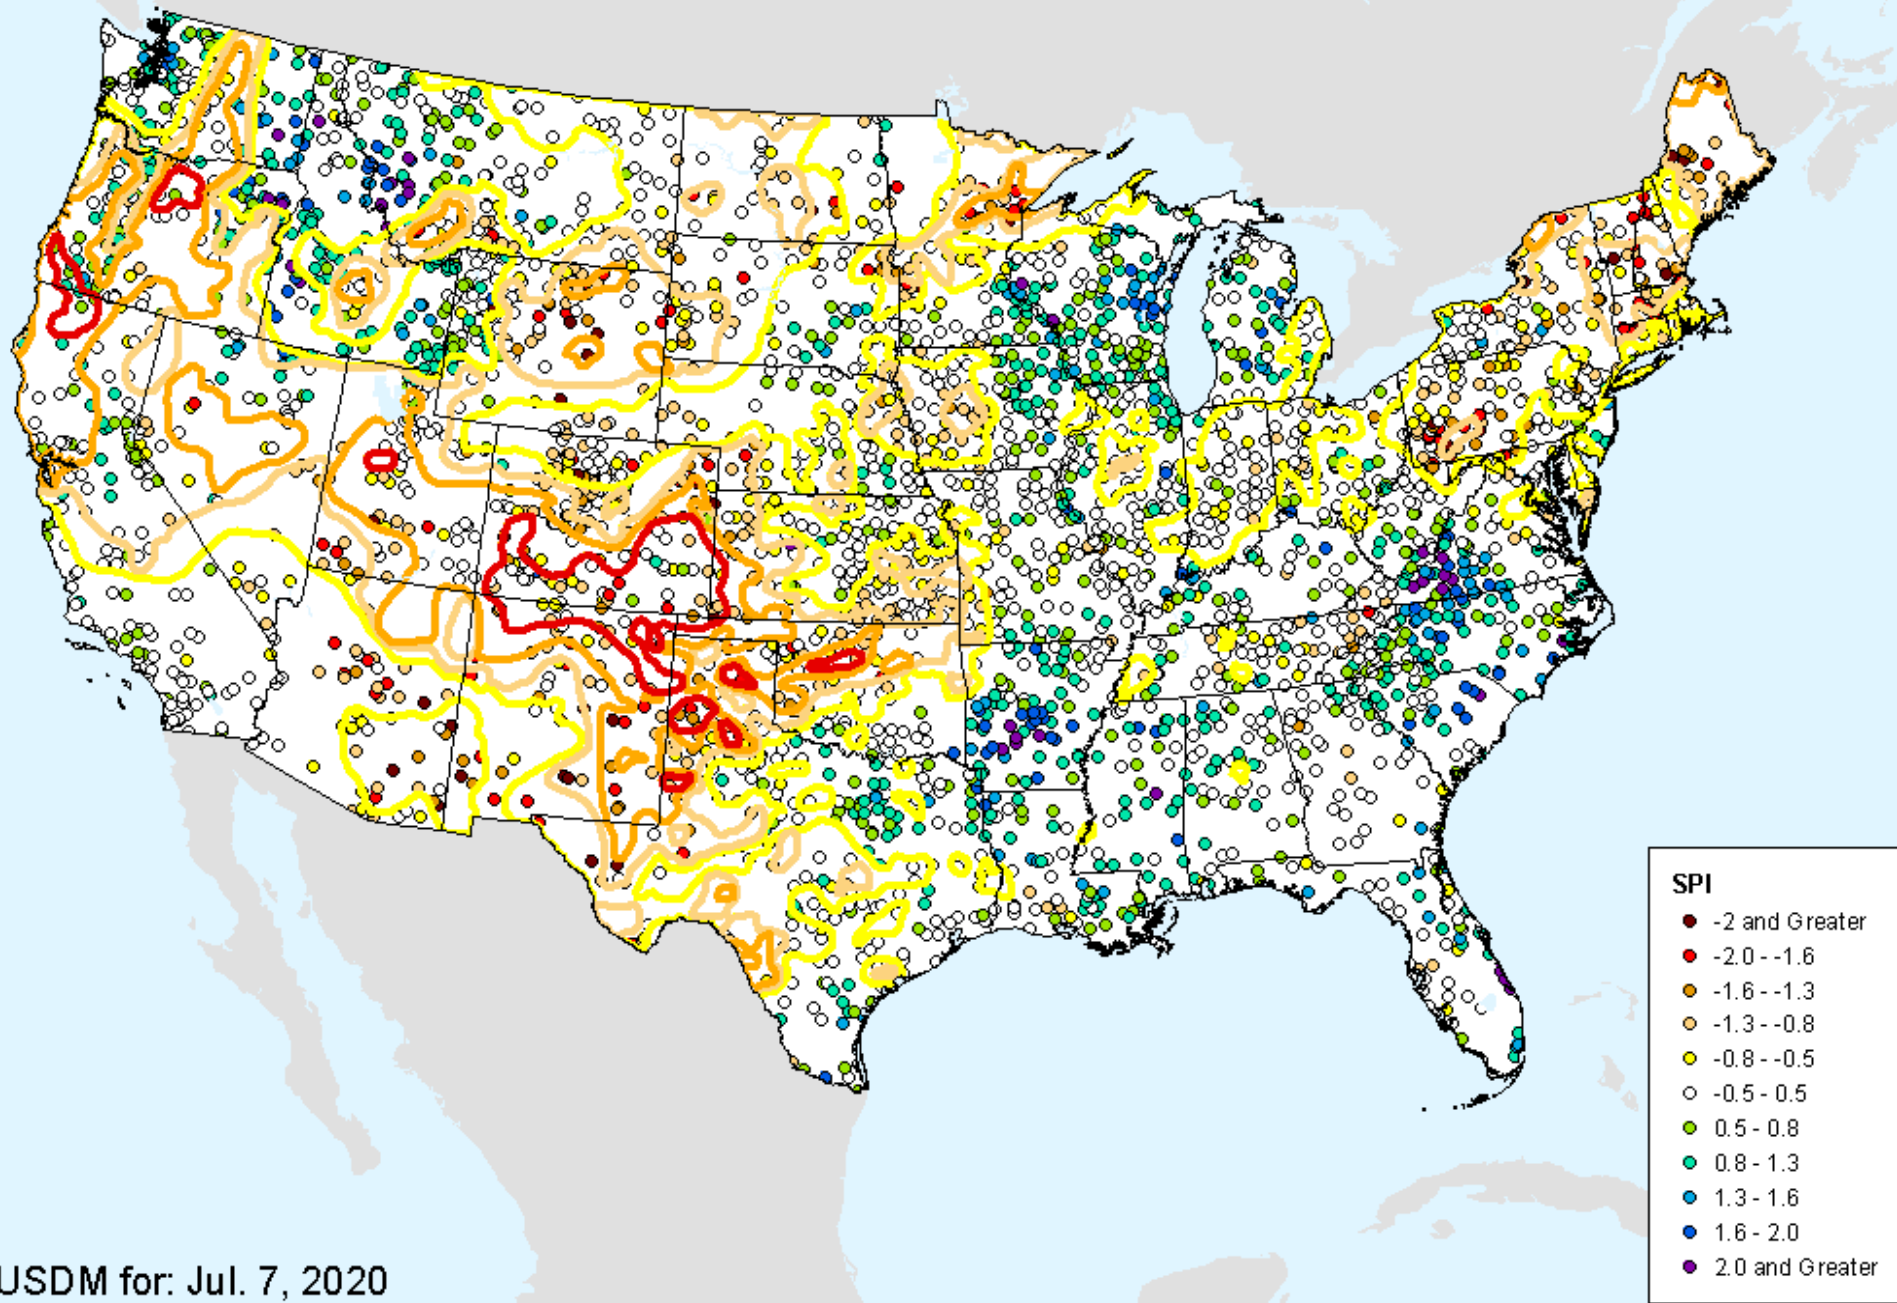 SPI
-2 and Greater
-2.0 - -1.6
-1.6 - -1.3
-1.3 - -0.8
-0.8 - -0.5
-0.5 - 0.5
0.5 - 0.8
0.8 - 1.3
1.3 - 1.6
1.6 - 2.0
2.0 and Greater
USDM for: Jul. 7, 2020